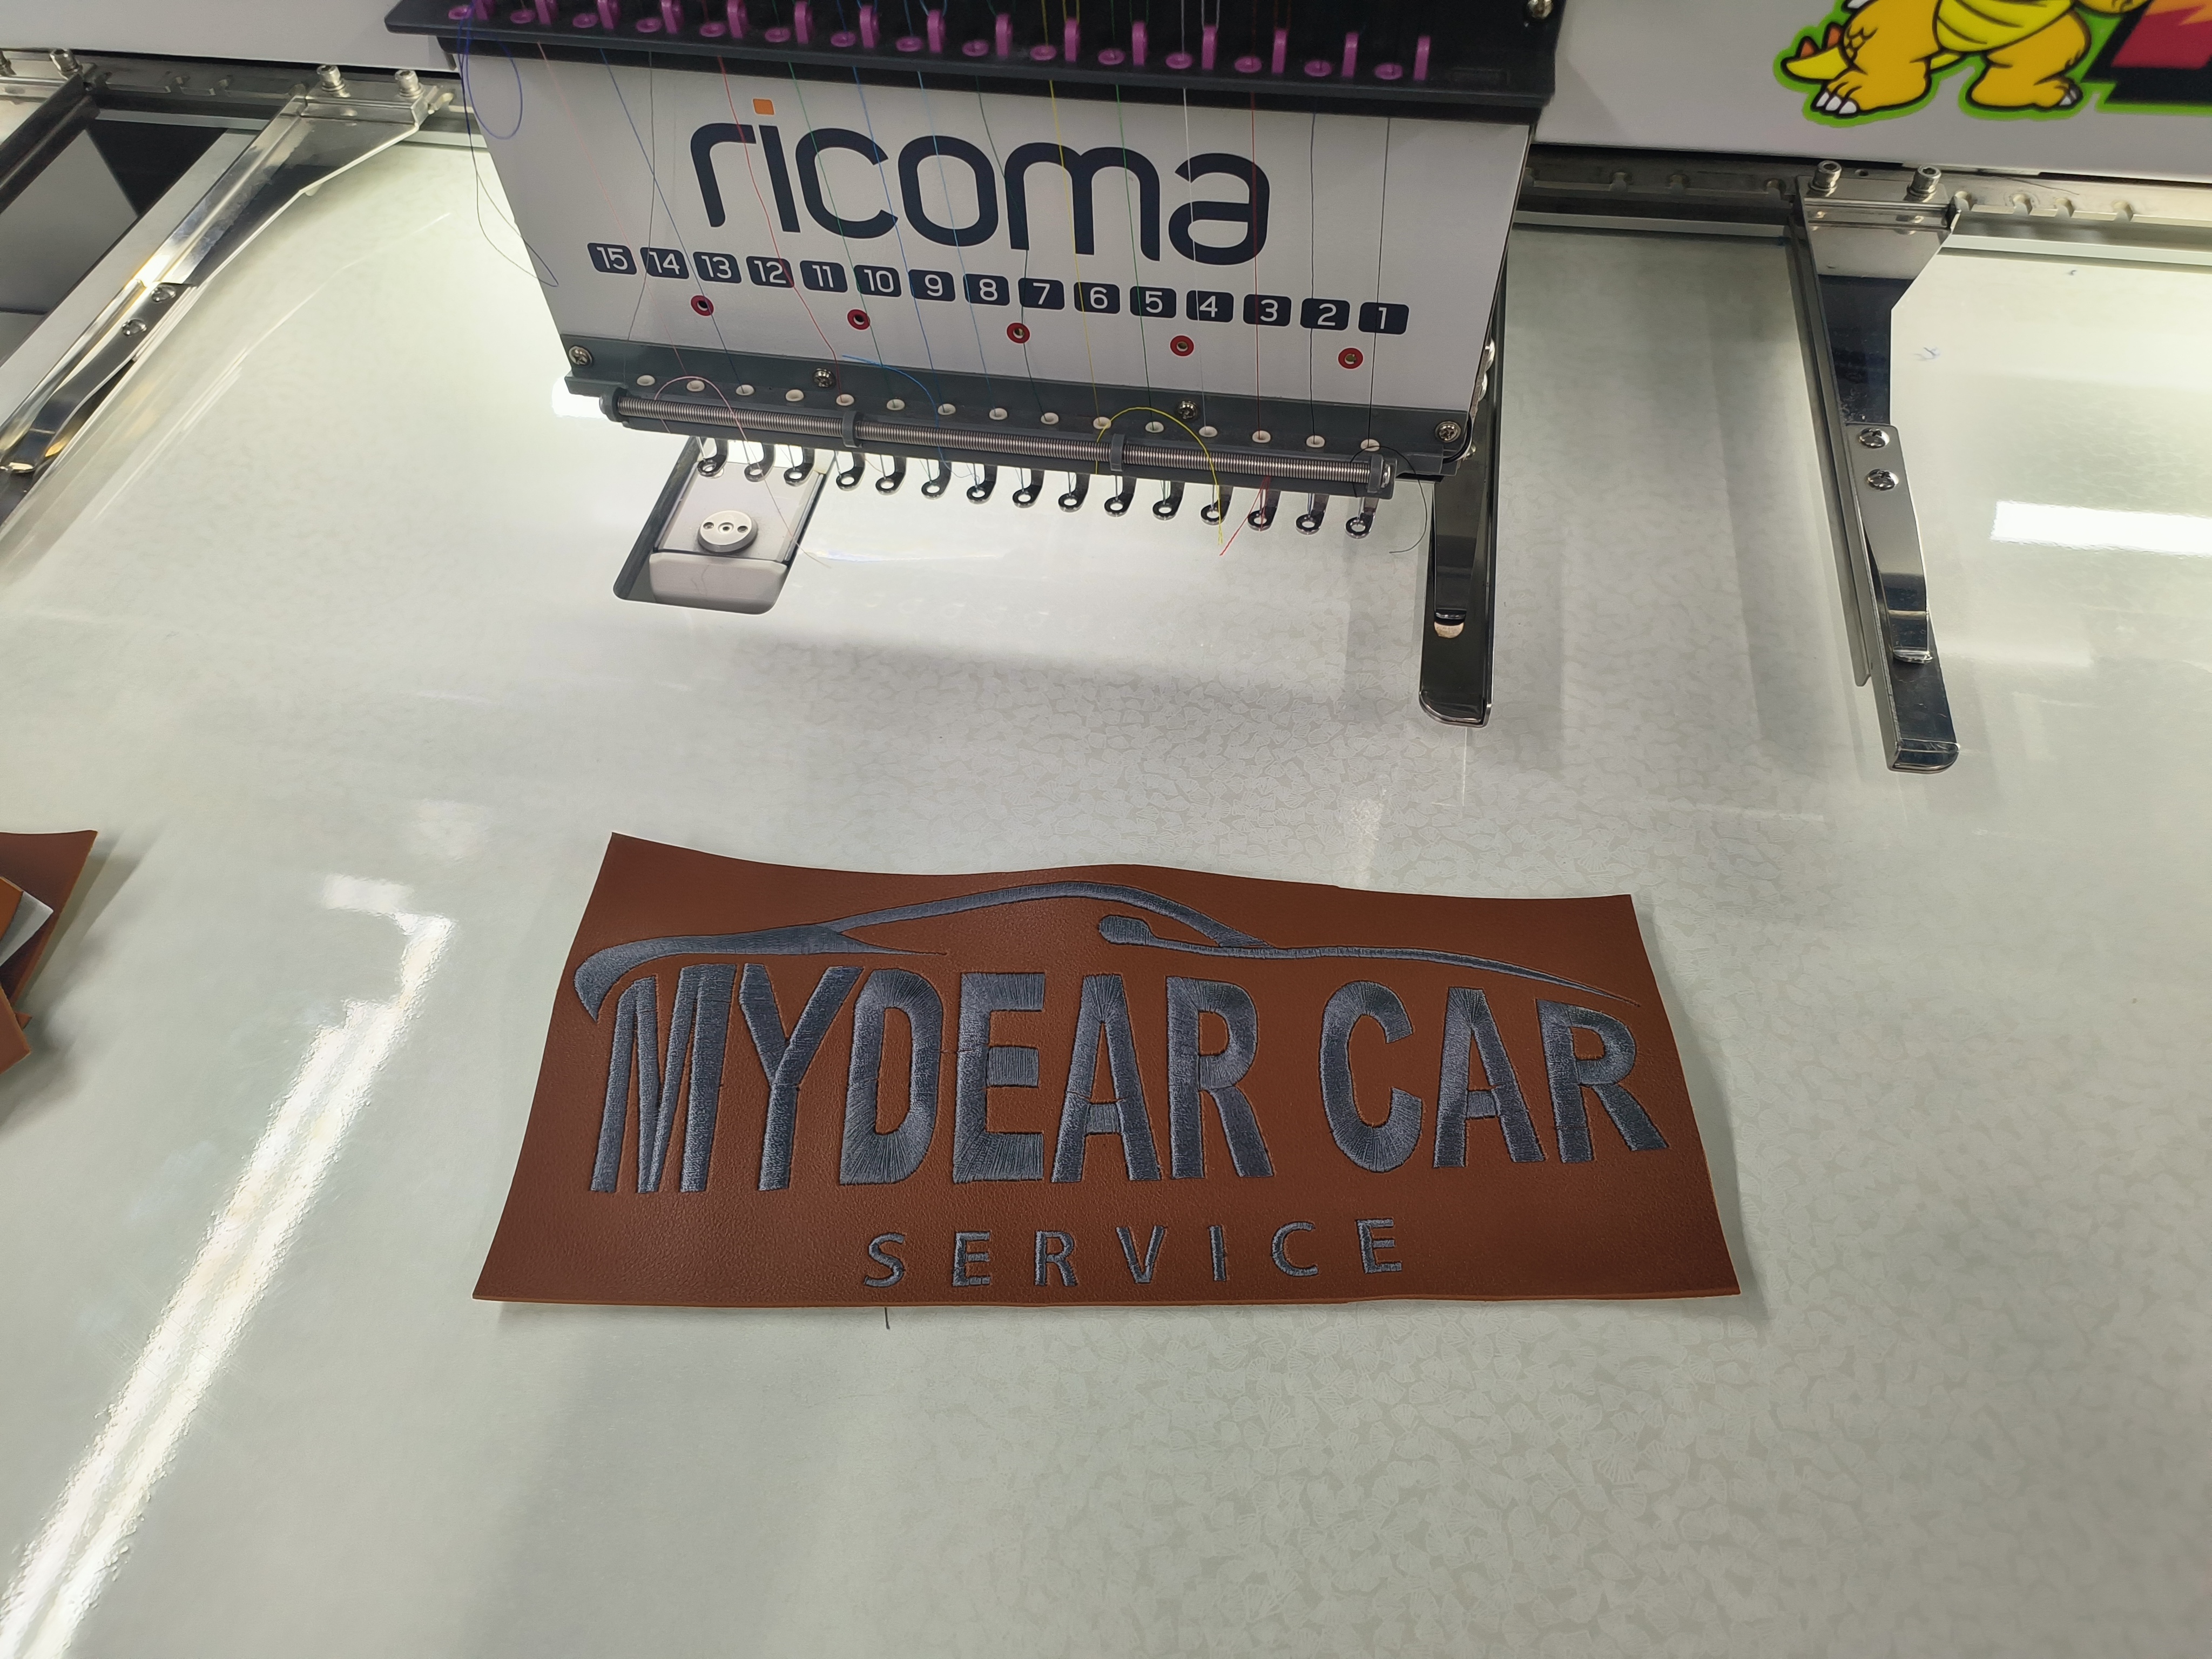 ricoma
15 14 13 12 11 10 9 8 7 6 5 4 3 2 1
MYDEAR CAR
SERVICE